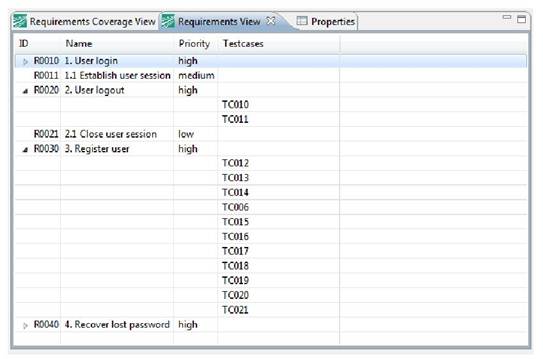 Requirements Coverage View Requirements View Properties
ID Name Priority Testcases
R0010 1. User login high
R0011 1.1 Establish user session medium
R0020 2. User logout high
TC010
TC011
R0021 2.1 Close user session low
R0030 3. Register user high
TC012
TC013
TC014
TC006
TC015
TC016
TC017
TC018
TC019
TC020
TC021
R0040 4. Recover lost password high